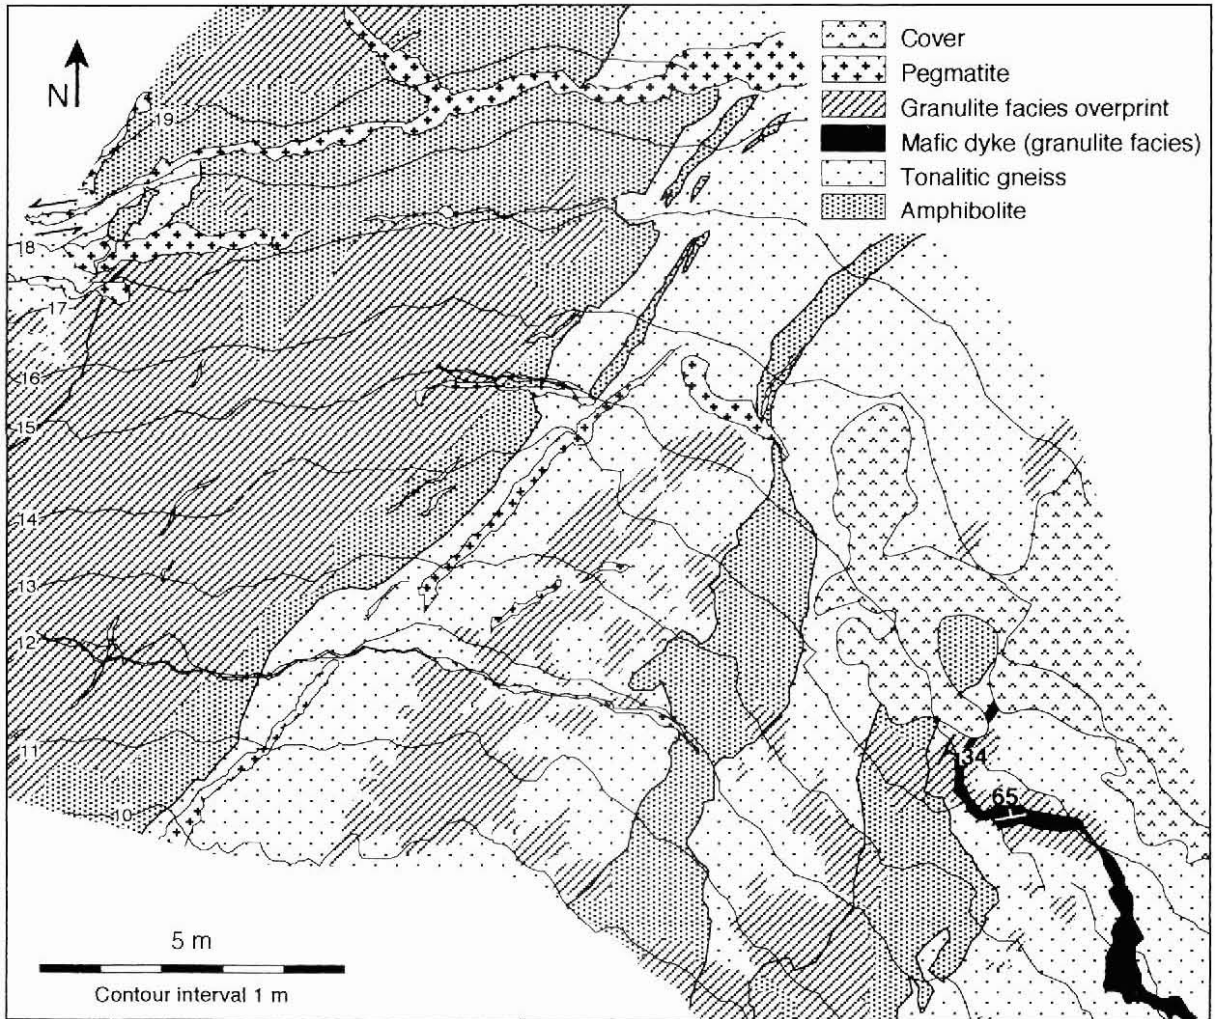 N
Cover
Pegmatite
Granulite facies overprint
Mafic dyke (granulite facies)
Tonalitic gneiss
Amphibolite
19
18
17
16
15
14
13
12
11
10
34
65
5 m
Contour interval 1 m